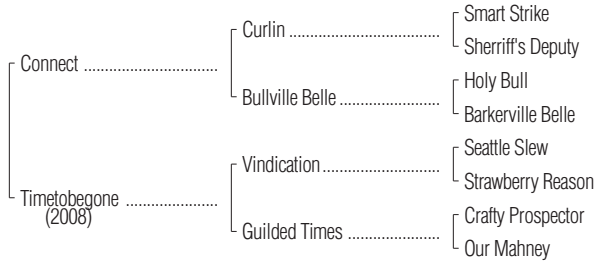 Smart Strike
Curlin ....................................
Sherriff's Deputy
Connect ................................
Holy Bull
Bullville Belle ........................
Barkerville Belle
Seattle Slew
Vindication............................
Strawberry Reason
Timetobegone ......................
(2008)
Crafty Prospector
Guilded Times ......................
Our Mahney